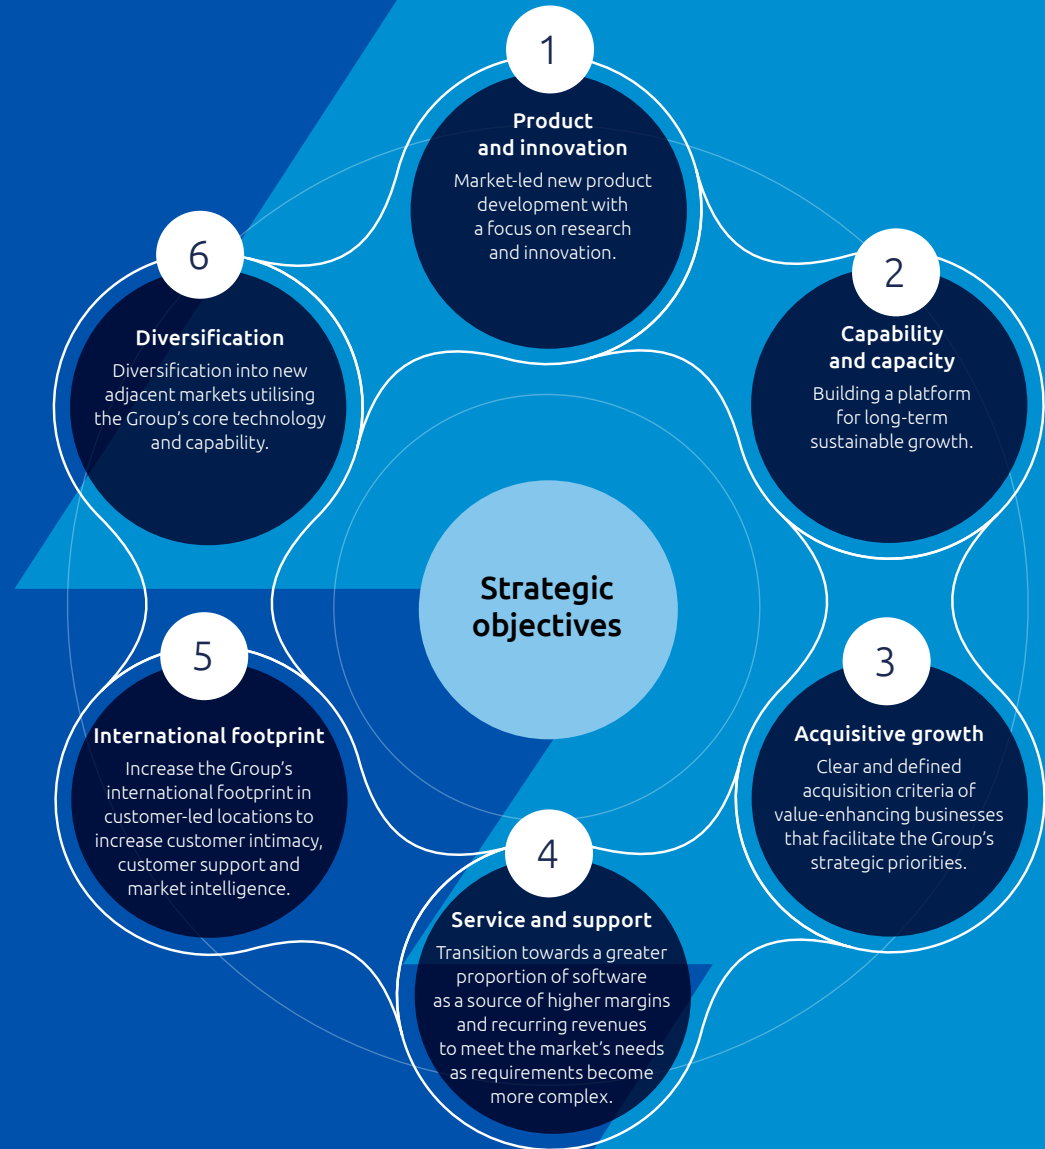 1
Product
and innovation
Market-led new product
development with
a focus on research
and innovation.
2
Capability
and capacity
Building a platform
for long-term
sustainable growth.
3
Acquisitive growth
Clear and defined
acquisition criteria of
value-enhancing businesses
that facilitate the Group’s
strategic priorities.
4
Service and support
Transition towards a greater
proportion of software
as a source of higher margins
and recurring revenues
to meet the market’s needs
as requirements become
more complex.
5
International footprint
Increase the Group’s
international footprint in
customer-led locations to
increase customer intimacy,
customer support and
market intelligence.
6
Diversification
Diversification into new
adjacent markets utilising
the Group’s core technology
and capability.
Strategic
objectives